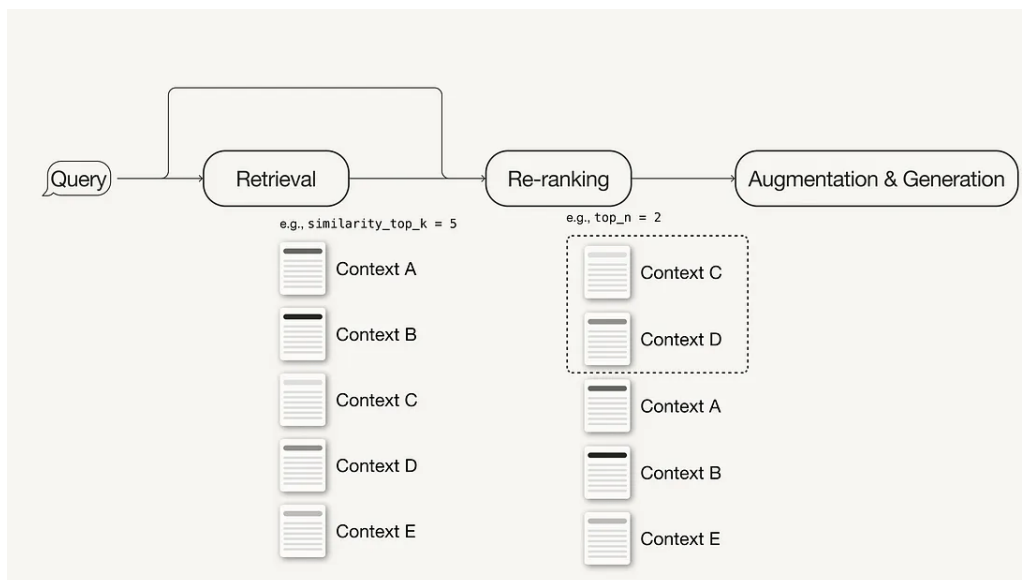 Query
Retrieval
Re-ranking
Augmentation & Generation
e.g., similarity_top_k = 5
Context A
Context B
Context C
Context D
Context E
e.g., top_n = 2
Context C
Context D
Context A
Context B
Context E